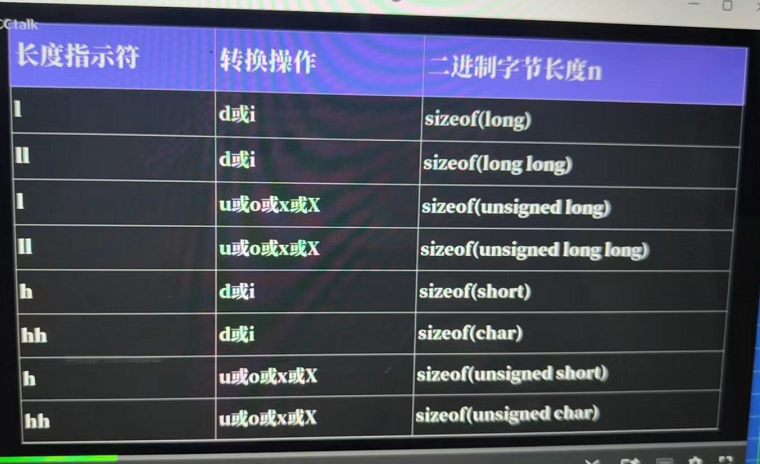 CCtalk
长度指示符 转换操作 二进制字节长度n
l d或i sizeof(long)
ll d或i sizeof(long long)
l u或o或x或X sizeof(unsigned long)
ll u或o或x或X sizeof(unsigned long long)
h d或i sizeof(short)
hh d或i sizeof(char)
h u或o或x或X sizeof(unsigned short)
hh u或o或x或X sizeof(unsigned char)